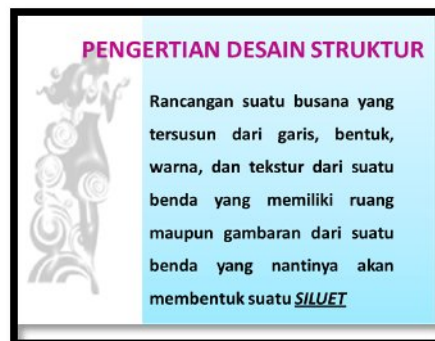 PENGERTIAN DESAIN STRUKTUR
Rancangan suatu busana yang
tersusun dari garis, bentuk,
warna, dan tekstur dari suatu
benda yang memiliki ruang
maupun gambaran dari suatu
benda yang nantinya akan
membentuk suatu SILUET